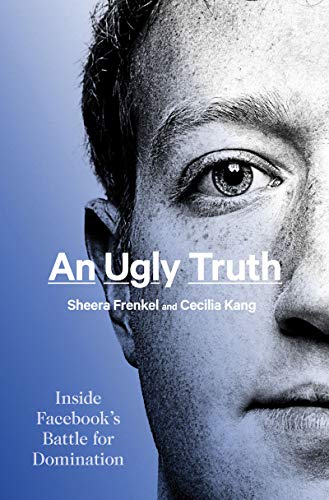 An Ugly Truth
Sheera Frenkel and Cecilia Kang
Inside
Facebook's
Battle for
Domination